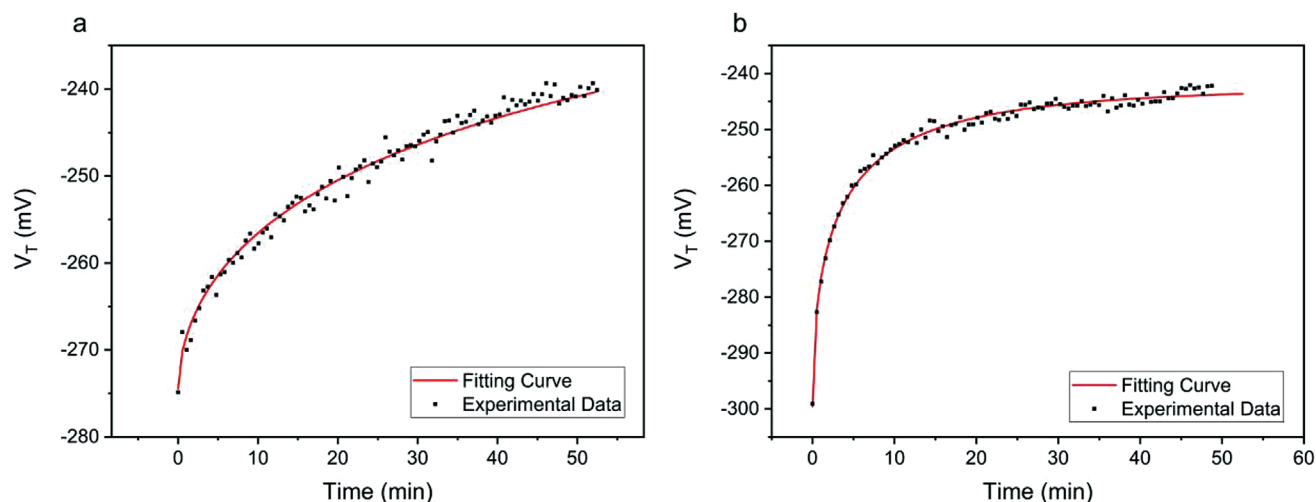 a
-240
-250
-260
-270
-280
V_T (mV)
0 10 20 30 40 50
Time (min)
Fitting Curve
Experimental Data
b
-240
-250
-260
-270
-280
-290
-300
V_T (mV)
0 10 20 30 40 50 60
Time (min)
Fitting Curve
Experimental Data